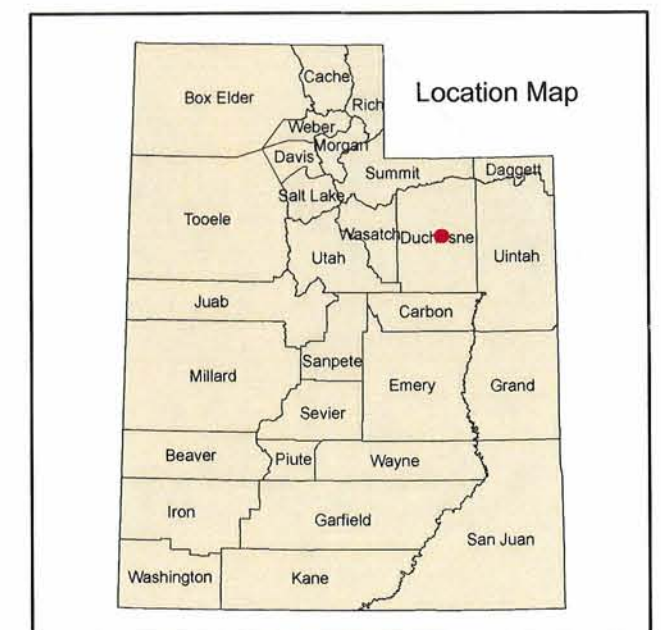 Location Map
Cache
Box Elder
Rich
Weber
Morgan
Davis
Summit
Daggett
Salt Lake
Tooele
Wasatch
Duchesne
Utah
Uintah
Juab
Carbon
Sanpete
Millard
Emery
Grand
Sevier
Beaver
Piute
Wayne
Iron
Garfield
San Juan
Washington
Kane